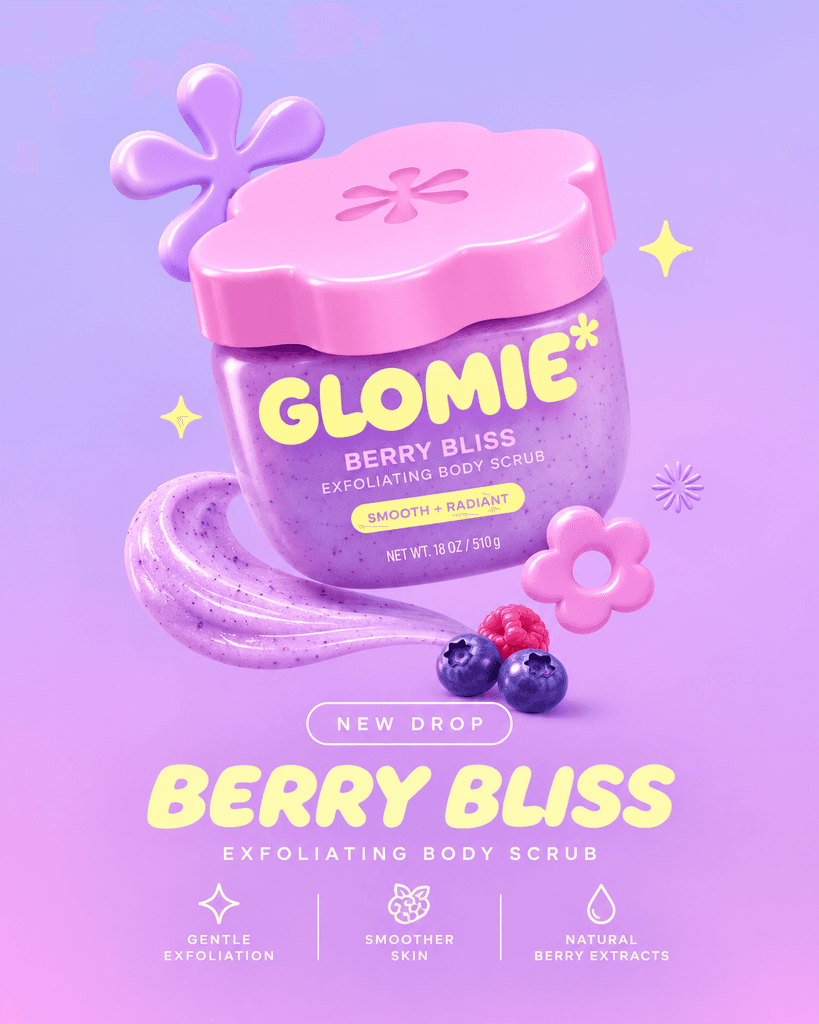 GLOMIE*
BERRY BLISS
EXFOLIATING BODY SCRUB
SMOOTH + RADIANT
NET WT. 18 OZ / 510 g
NEW DROP
BERRY BLISS
EXFOLIATING BODY SCRUB
GENTLE
EXFOLIATION
SMOOTHER
SKIN
NATURAL
BERRY EXTRACTS